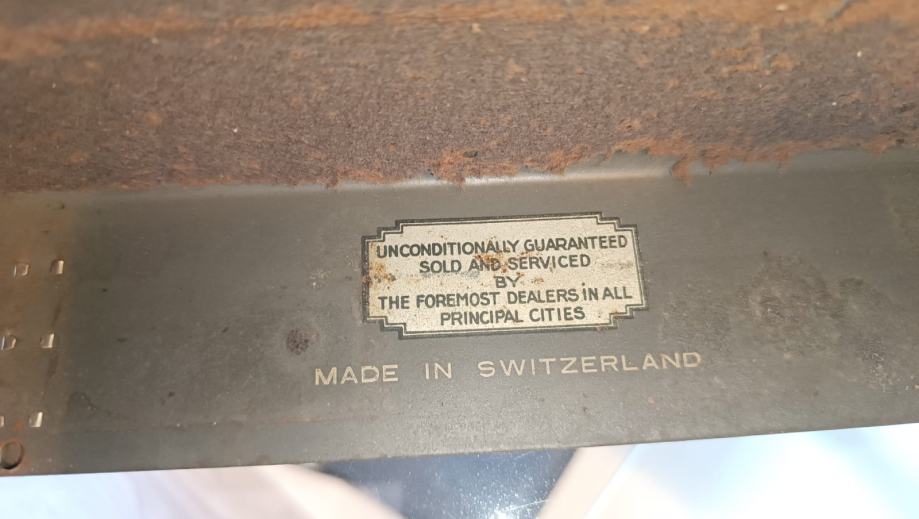 UNCONDITIONALLY GUARANTEED
SOLD AND SERVICED
BY
THE FOREMOST DEALERS iN ALL
PRINCIPAL CITIES
MADE IN SWITZERLAND